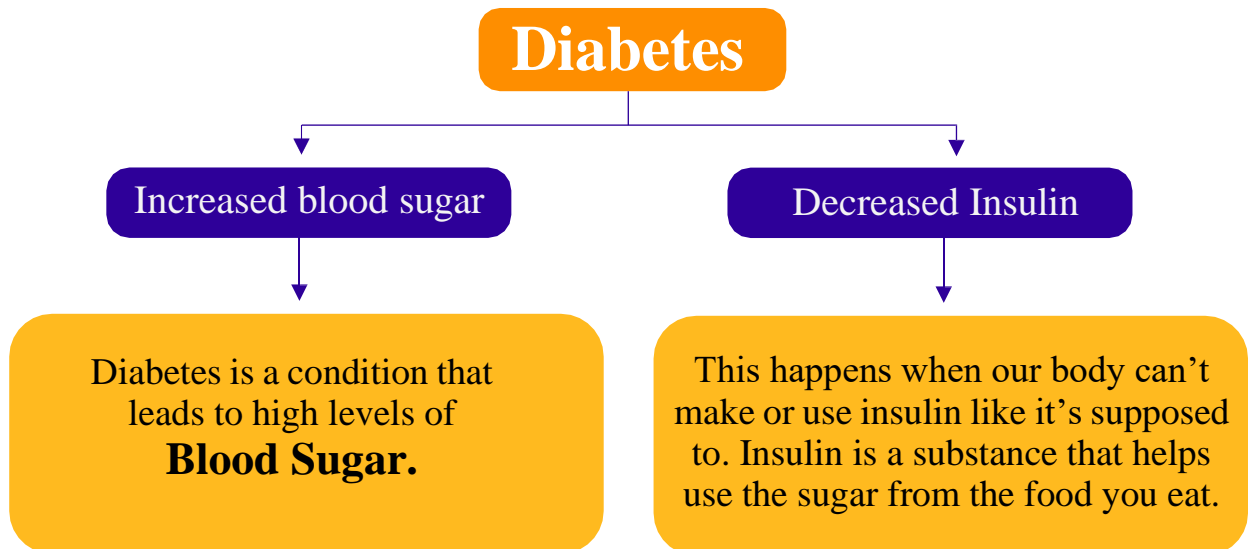 Diabetes
Increased blood sugar
Decreased Insulin
Diabetes is a condition that
leads to high levels of
Blood Sugar.
This happens when our body can’t
make or use insulin like it’s supposed
to. Insulin is a substance that helps
use the sugar from the food you eat.